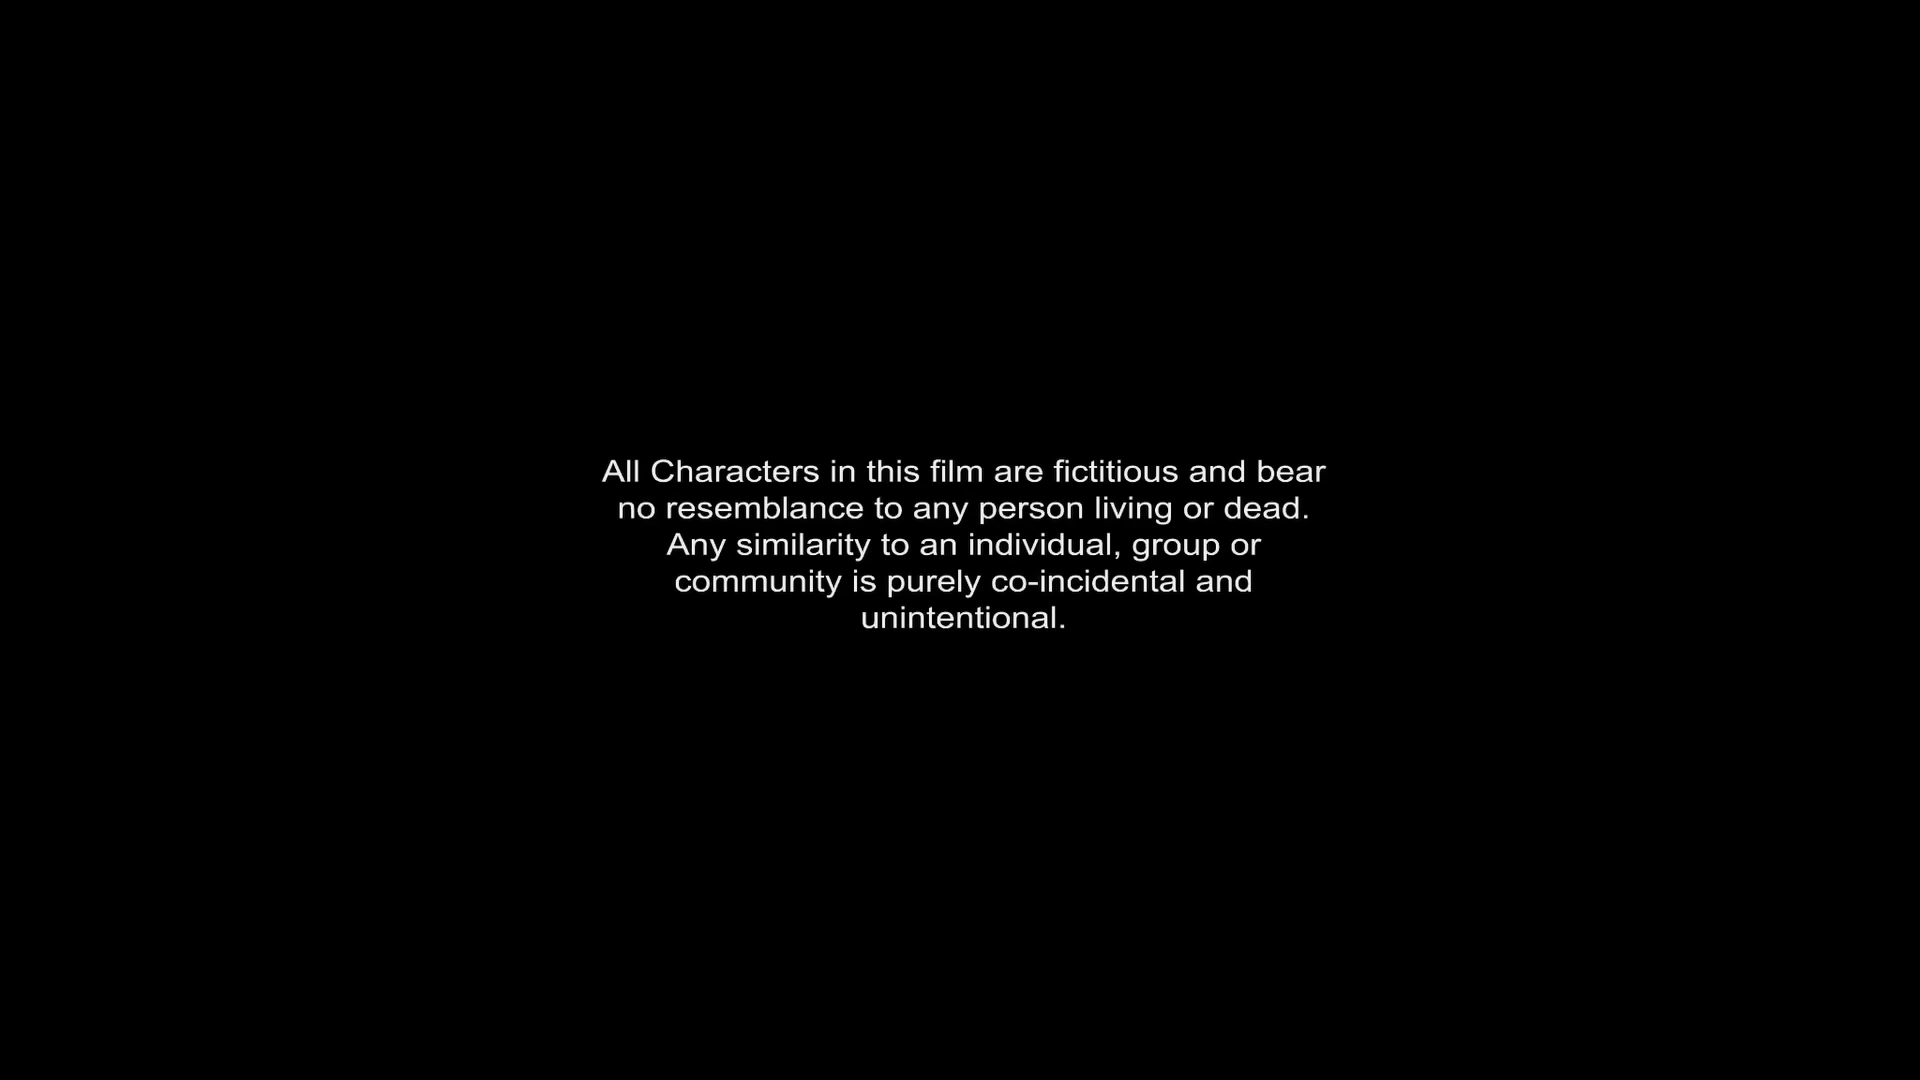 All Characters in this film are fictitious and bear
no resemblance to any person living or dead.
Any similarity to an individual, group or
community is purely co-incidental and
unintentional.